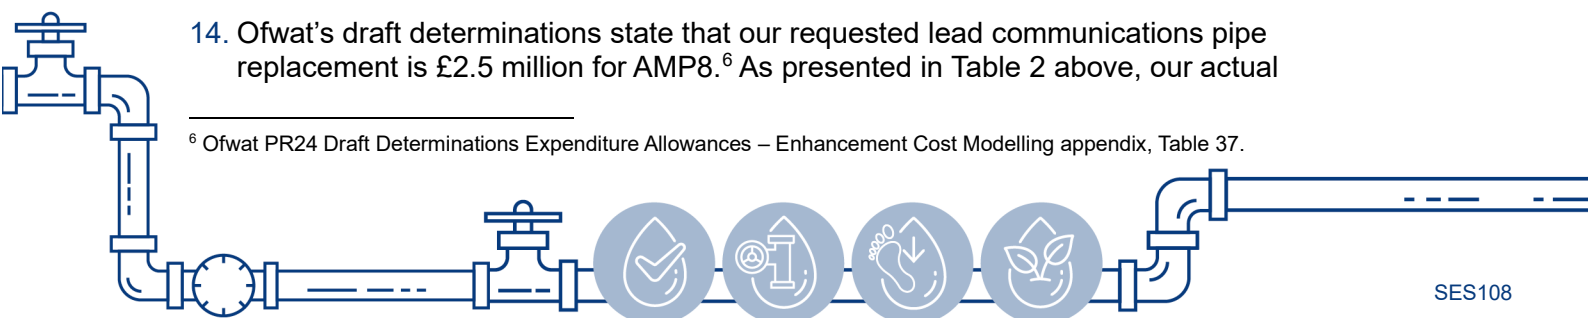 14. Ofwat’s draft determinations state that our requested lead communications pipe
replacement is £2.5 million for AMP8.⁶ As presented in Table 2 above, our actual
⁶ Ofwat PR24 Draft Determinations Expenditure Allowances – Enhancement Cost Modelling appendix, Table 37.
SES108